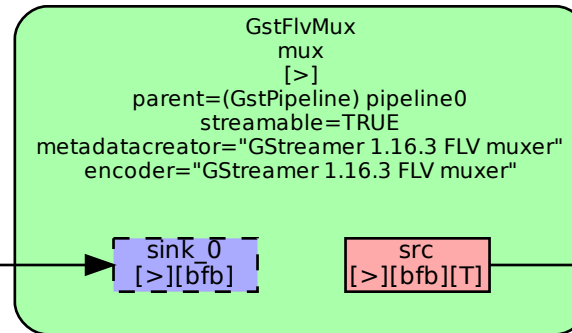 GstFlvMux
mux
[>]
parent=(GstPipeline) pipeline0
streamable=TRUE
metadatacreator="GStreamer 1.16.3 FLV muxer"
encoder="GStreamer 1.16.3 FLV muxer"
sink_0
[>][bfb]
src
[>][bfb][T]